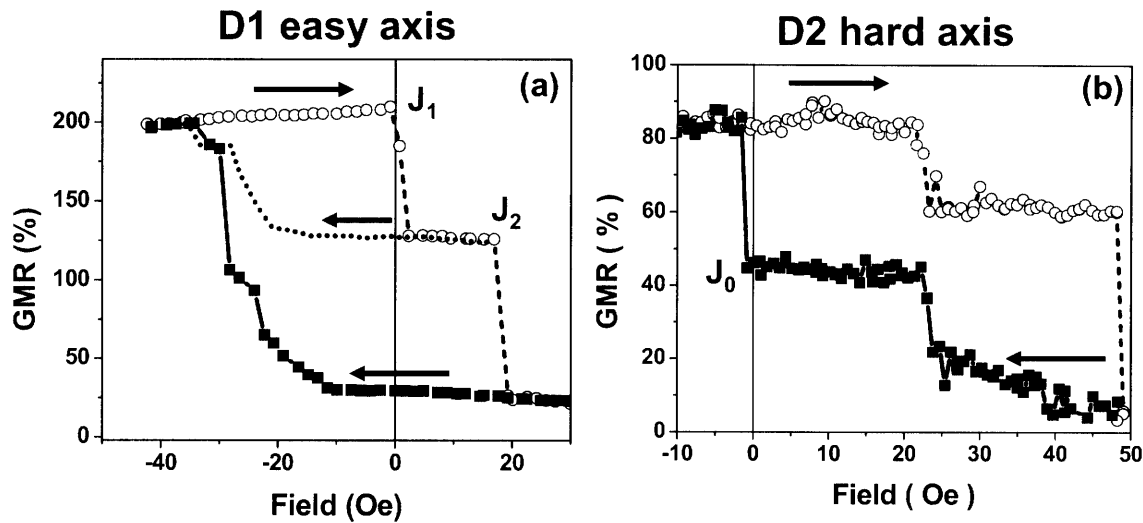 D1 easy axis
(a)
J1
J2
200
150
100
50
0
GMR (%)
-40
-20
0
20
Field (Oe)
D2 hard axis
(b)
J0
100
80
60
40
20
0
GMR ( % )
-10
0
10
20
30
40
50
Field ( Oe )